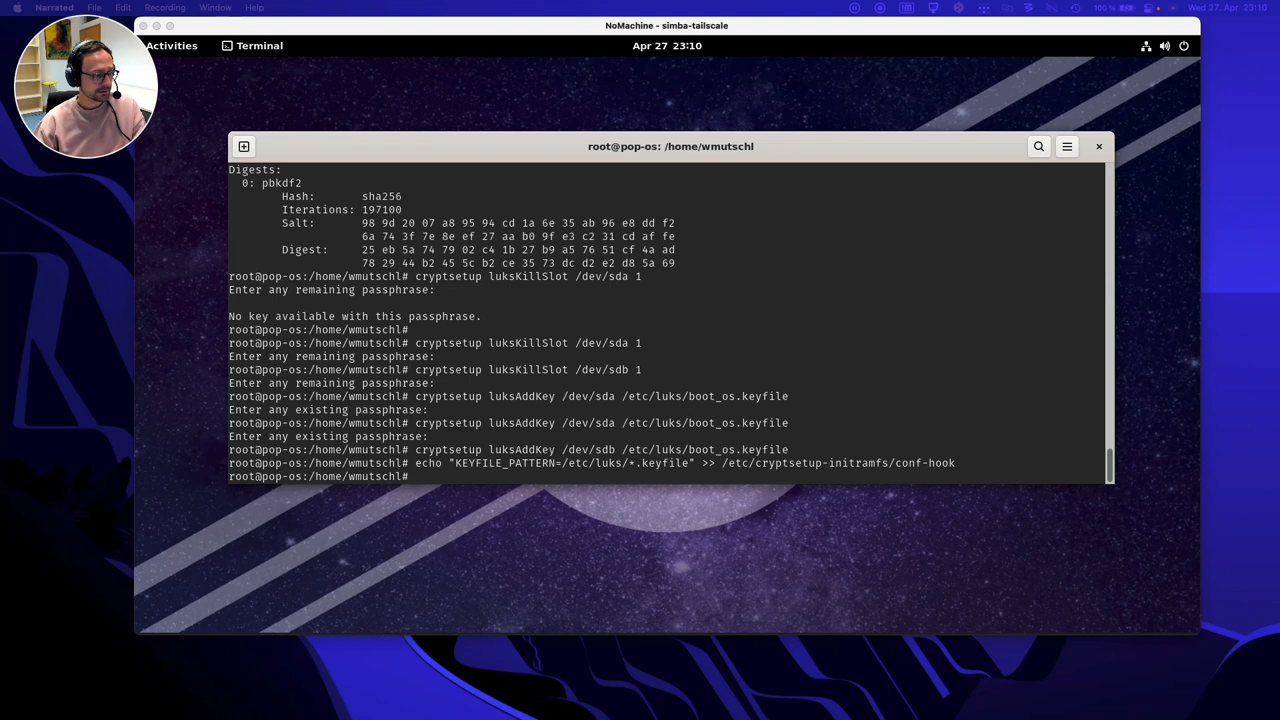 Narrated File Edit Recording Window Help 100 % Wed 27. Apr 23:10
NoMachine - simba-tailscale
Activities Terminal Apr 27 23:10
root@pop-os: /home/wmutschl
Digests:
0: pbkdf2
Hash: sha256
Iterations: 197100
Salt: 98 9d 20 07 a8 95 94 cd 1a 6e 35 ab 96 e8 dd f2
6a 74 3f 7e 8e ef 27 aa b0 9f e3 c2 31 cd af fe
Digest: 25 eb 5a 74 79 02 c4 1b 27 b9 a5 76 51 cf 4a ad
78 29 44 b2 45 5c b2 ce 35 73 dc d2 e2 d8 5a 69
root@pop-os:/home/wmutschl# cryptsetup luksKillSlot /dev/sda 1
Enter any remaining passphrase:
No key available with this passphrase.
root@pop-os:/home/wmutschl#
root@pop-os:/home/wmutschl# cryptsetup luksKillSlot /dev/sda 1
Enter any remaining passphrase:
root@pop-os:/home/wmutschl# cryptsetup luksKillSlot /dev/sdb 1
Enter any remaining passphrase:
root@pop-os:/home/wmutschl# cryptsetup luksAddKey /dev/sda /etc/luks/boot_os.keyfile
Enter any existing passphrase:
root@pop-os:/home/wmutschl# cryptsetup luksAddKey /dev/sda /etc/luks/boot_os.keyfile
Enter any existing passphrase:
root@pop-os:/home/wmutschl# cryptsetup luksAddKey /dev/sdb /etc/luks/boot_os.keyfile
root@pop-os:/home/wmutschl# echo "KEYFILE_PATTERN=/etc/luks/*.keyfile" >> /etc/cryptsetup-initramfs/conf-hook
root@pop-os:/home/wmutschl#